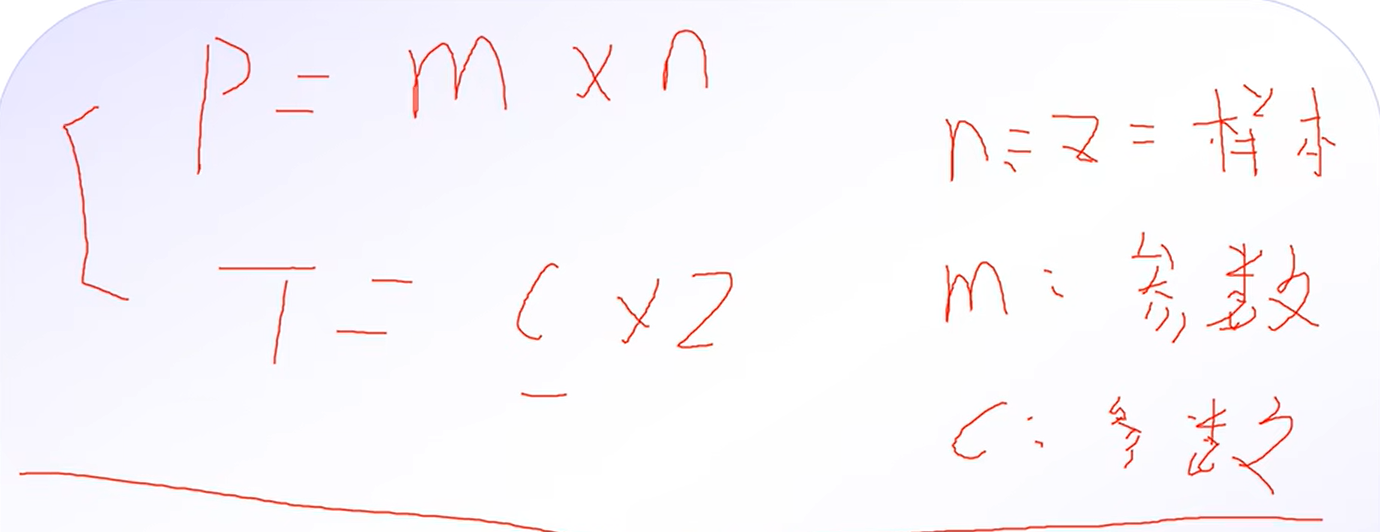 P = m × n
T = c × z
n = z = 样本
m : 参数
c : 参数